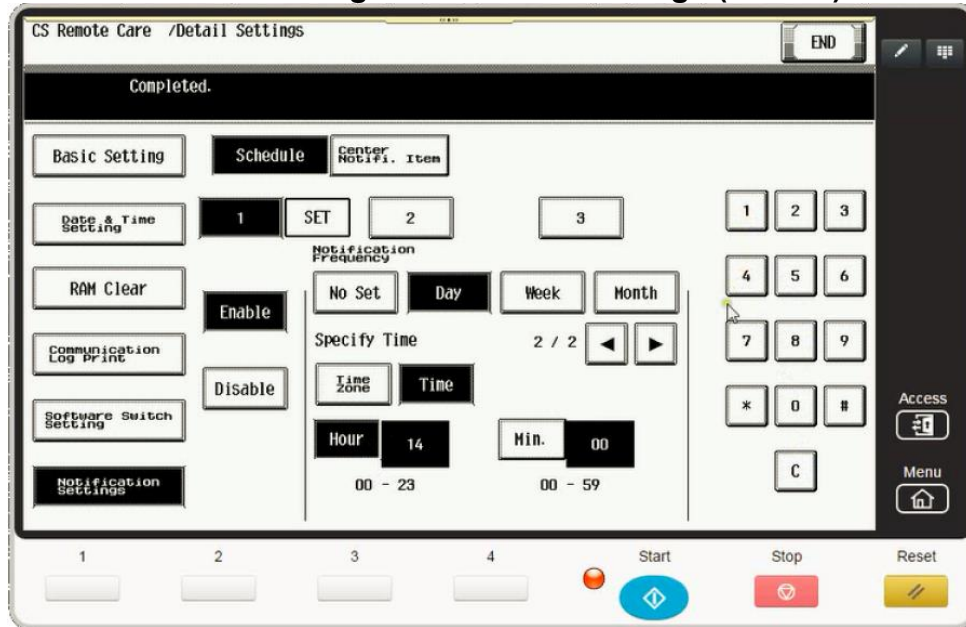 CS Remote Care /Detail Settings
END
Completed.
Basic Setting
Schedule
Center
Notifi. Item
Date & Time
Setting
1
SET
2
3
1 2 3
Notification
Frequency
RAM Clear
Enable
No Set
Day
Week
Month
4 5 6
Communication
Log Print
Specify Time
2 / 2
7 8 9
Disable
Time
Zone
Time
Software Switch
Setting
* 0 #
Access
Hour
14
Min.
00
Notification
Settings
00 - 23
00 - 59
C
Menu
1 2 3 4 Start Stop Reset